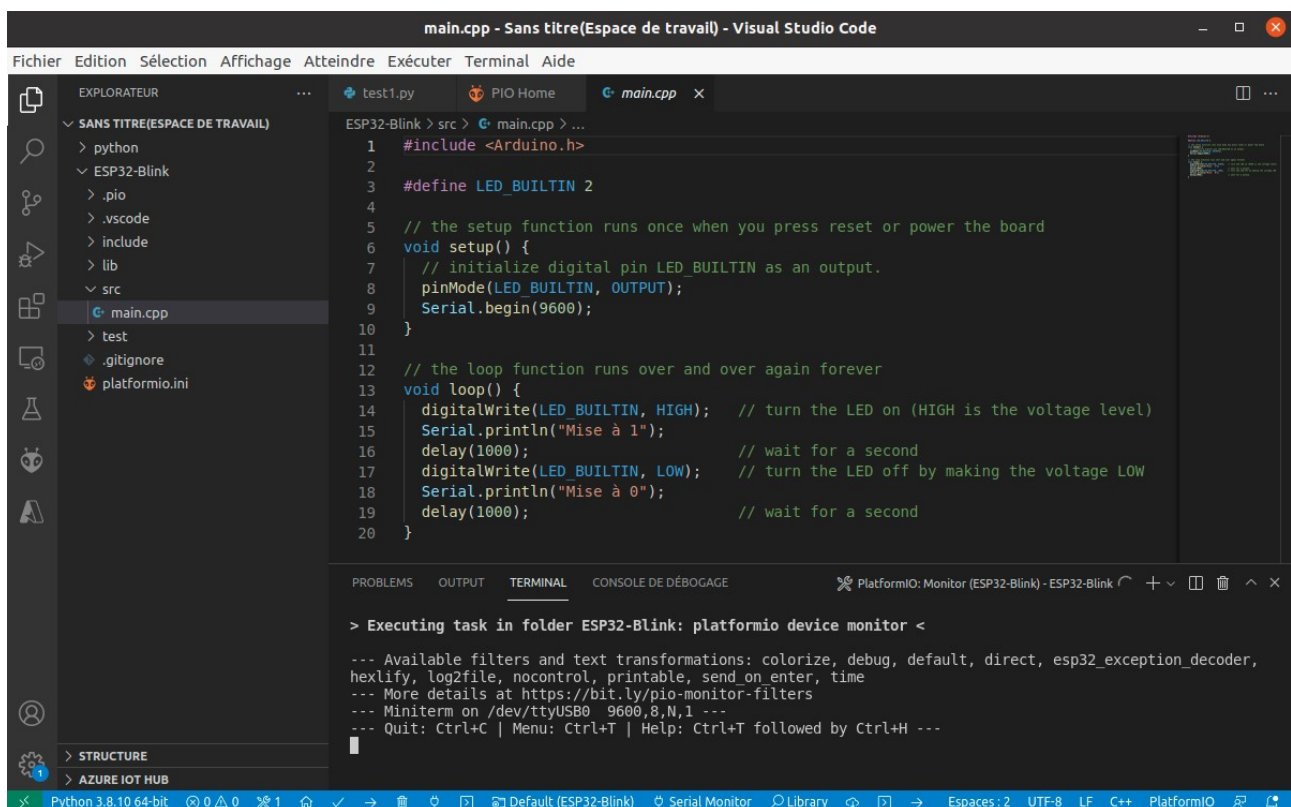 main.cpp - Sans titre(Espace de travail) - Visual Studio Code
Fichier Edition Sélection Affichage Atteindre Exécuter Terminal Aide
EXPLORATEUR
SANS TITRE(ESPACE DE TRAVAIL)
python
ESP32-Blink
.pio
.vscode
include
lib
src
main.cpp
test
.gitignore
platformio.ini
STRUCTURE
AZURE IOT HUB
test1.py PIO Home main.cpp
ESP32-Blink > src > main.cpp > ...
1 #include <Arduino.h>
2
3 #define LED_BUILTIN 2
4
5 // the setup function runs once when you press reset or power the board
6 void setup() {
7 // initialize digital pin LED_BUILTIN as an output.
8 pinMode(LED_BUILTIN, OUTPUT);
9 Serial.begin(9600);
10 }
11
12 // the loop function runs over and over again forever
13 void loop() {
14 digitalWrite(LED_BUILTIN, HIGH); // turn the LED on (HIGH is the voltage level)
15 Serial.println("Mise à 1");
16 delay(1000); // wait for a second
17 digitalWrite(LED_BUILTIN, LOW); // turn the LED off by making the voltage LOW
18 Serial.println("Mise à 0");
19 delay(1000); // wait for a second
20 }
PROBLEMS OUTPUT TERMINAL CONSOLE DE DÉBOGAGE PlatformIO: Monitor (ESP32-Blink) - ESP32-Blink
> Executing task in folder ESP32-Blink: platformio device monitor <
--- Available filters and text transformations: colorize, debug, default, direct, esp32_exception_decoder,
hexlify, log2file, nocontrol, printable, send_on_enter, time
--- More details at https://bit.ly/pio-monitor-filters
--- Miniterm on /dev/ttyUSB0 9600,8,N,1 ---
--- Quit: Ctrl+C | Menu: Ctrl+T | Help: Ctrl+T followed by Ctrl+H ---
1
Python 3.8.10 64-bit 0 0 1 Default (ESP32-Blink) Serial Monitor Library Espaces : 2 UTF-8 LF C++ PlatformIO